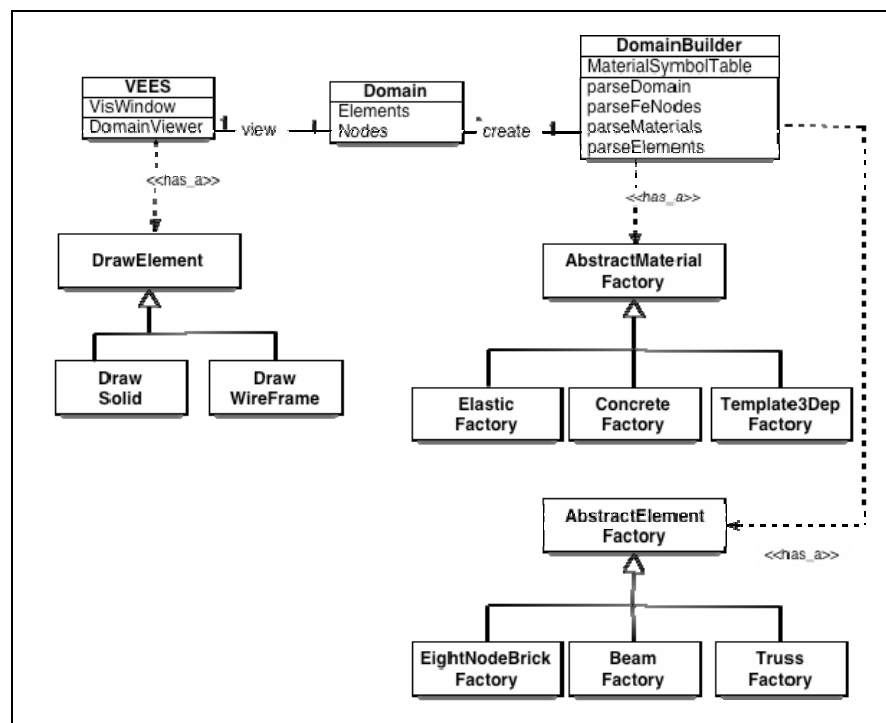 VEES
VisWindow
DomainViewer
1 view 1
Domain
Elements
Nodes
* create 1
DomainBuilder
MaterialSymbolTable
parseDomain
parseFeNodes
parseMaterials
parseElements
<<has_a>>
<<has_a>>
DrawElement
Draw
Solid
Draw
WireFrame
AbstractMaterial
Factory
Elastic
Factory
Concrete
Factory
Template3Dep
Factory
AbstractElement
Factory
<<has_a>>
EightNodeBrick
Factory
Beam
Factory
Truss
Factory